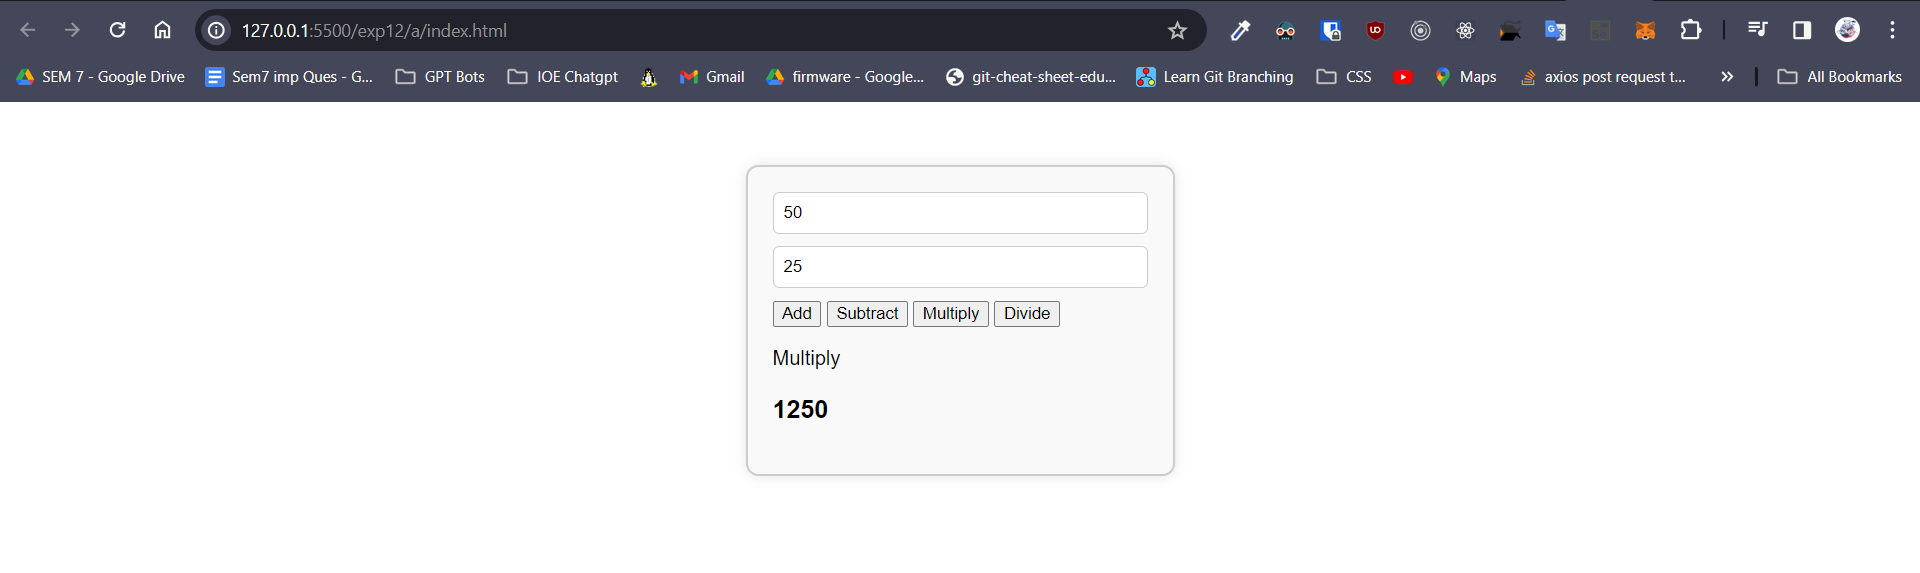 127.0.0.1:5500/exp12/a/index.html
SEM 7 - Google Drive Sem7 imp Ques - G... GPT Bots IOE Chatgpt Gmail firmware - Google... git-cheat-sheet-edu... Learn Git Branching CSS Maps axios post request t... » All Bookmarks
50
25
Add Subtract Multiply Divide
Multiply
1250